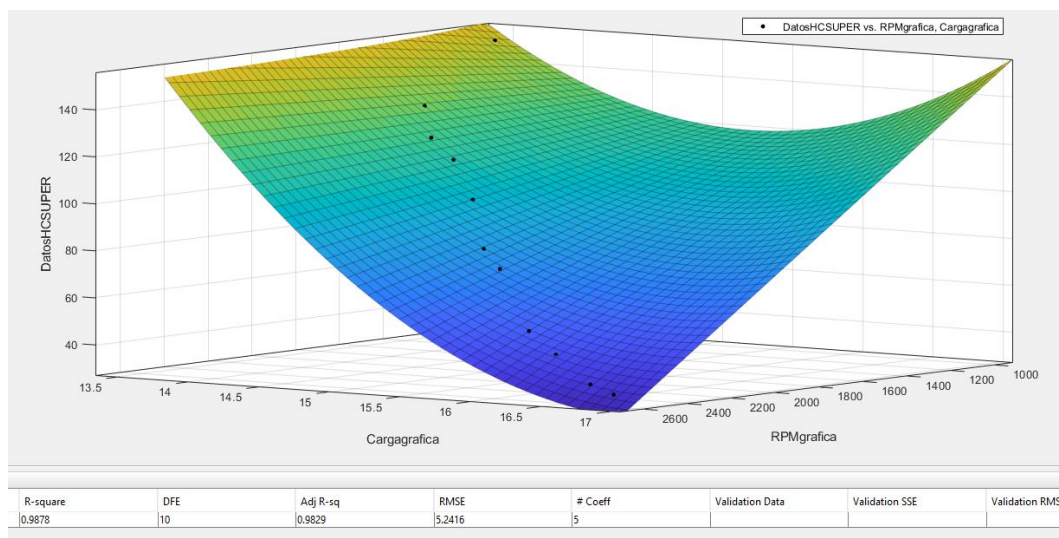 DatosHCSUPER vs. RPMgrafica, Cargagrafica
140
120
100
80
60
40
DatosHCSUPER
13.5 14 14.5 15 15.5 16 16.5 17
Cargagrafica
2600 2400 2200 2000 1800 1600 1400 1200 1000
RPMgrafica
R-square DFE Adj R-sq RMSE # Coeff Validation Data Validation SSE Validation RMS
0.9878 10 0.9829 5.2416 5